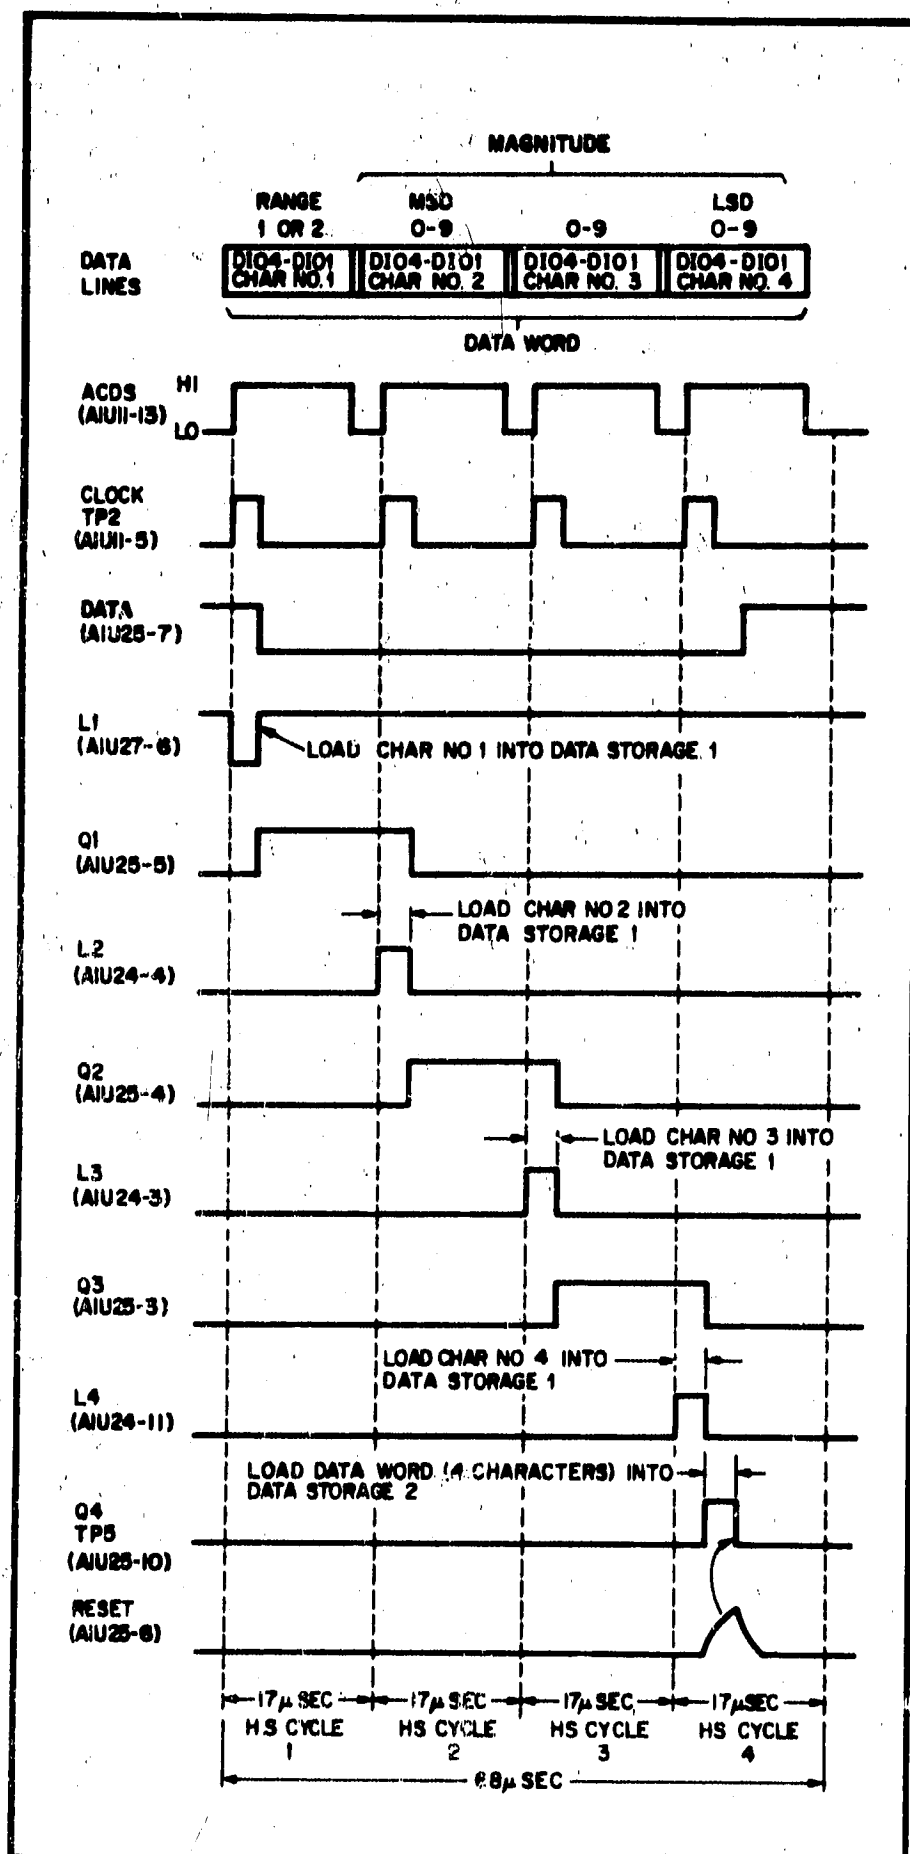 MAGNITUDE
RANGE
1 OR 2
MSD
0-9
0-9
LSD
0-9
DATA
LINES
DIO4-DIO1
CHAR NO. 1
DIO4-DIO1
CHAR NO. 2
DIO4-DIO1
CHAR NO. 3
DIO4-DIO1
CHAR NO. 4
DATA WORD
ACDS
(A1U11-13)
HI
LO
CLOCK
TP2
(A1U11-5)
DATA
(A1U25-7)
L1
(A1U27-6)
LOAD CHAR NO 1 INTO DATA STORAGE 1
Q1
(A1U25-5)
LOAD CHAR NO 2 INTO
DATA STORAGE 1
L2
(A1U24-4)
Q2
(A1U25-4)
LOAD CHAR NO 3 INTO
DATA STORAGE 1
L3
(A1U24-3)
Q3
(A1U25-3)
LOAD CHAR NO 4 INTO
DATA STORAGE 1
L4
(A1U24-11)
LOAD DATA WORD (4 CHARACTERS) INTO
DATA STORAGE 2
Q4
TP5
(A1U25-10)
RESET
(A1U25-6)
17µ SEC
HS CYCLE
1
17µ SEC
HS CYCLE
2
17µ SEC
HS CYCLE
3
17µ SEC
HS CYCLE
4
68µ SEC